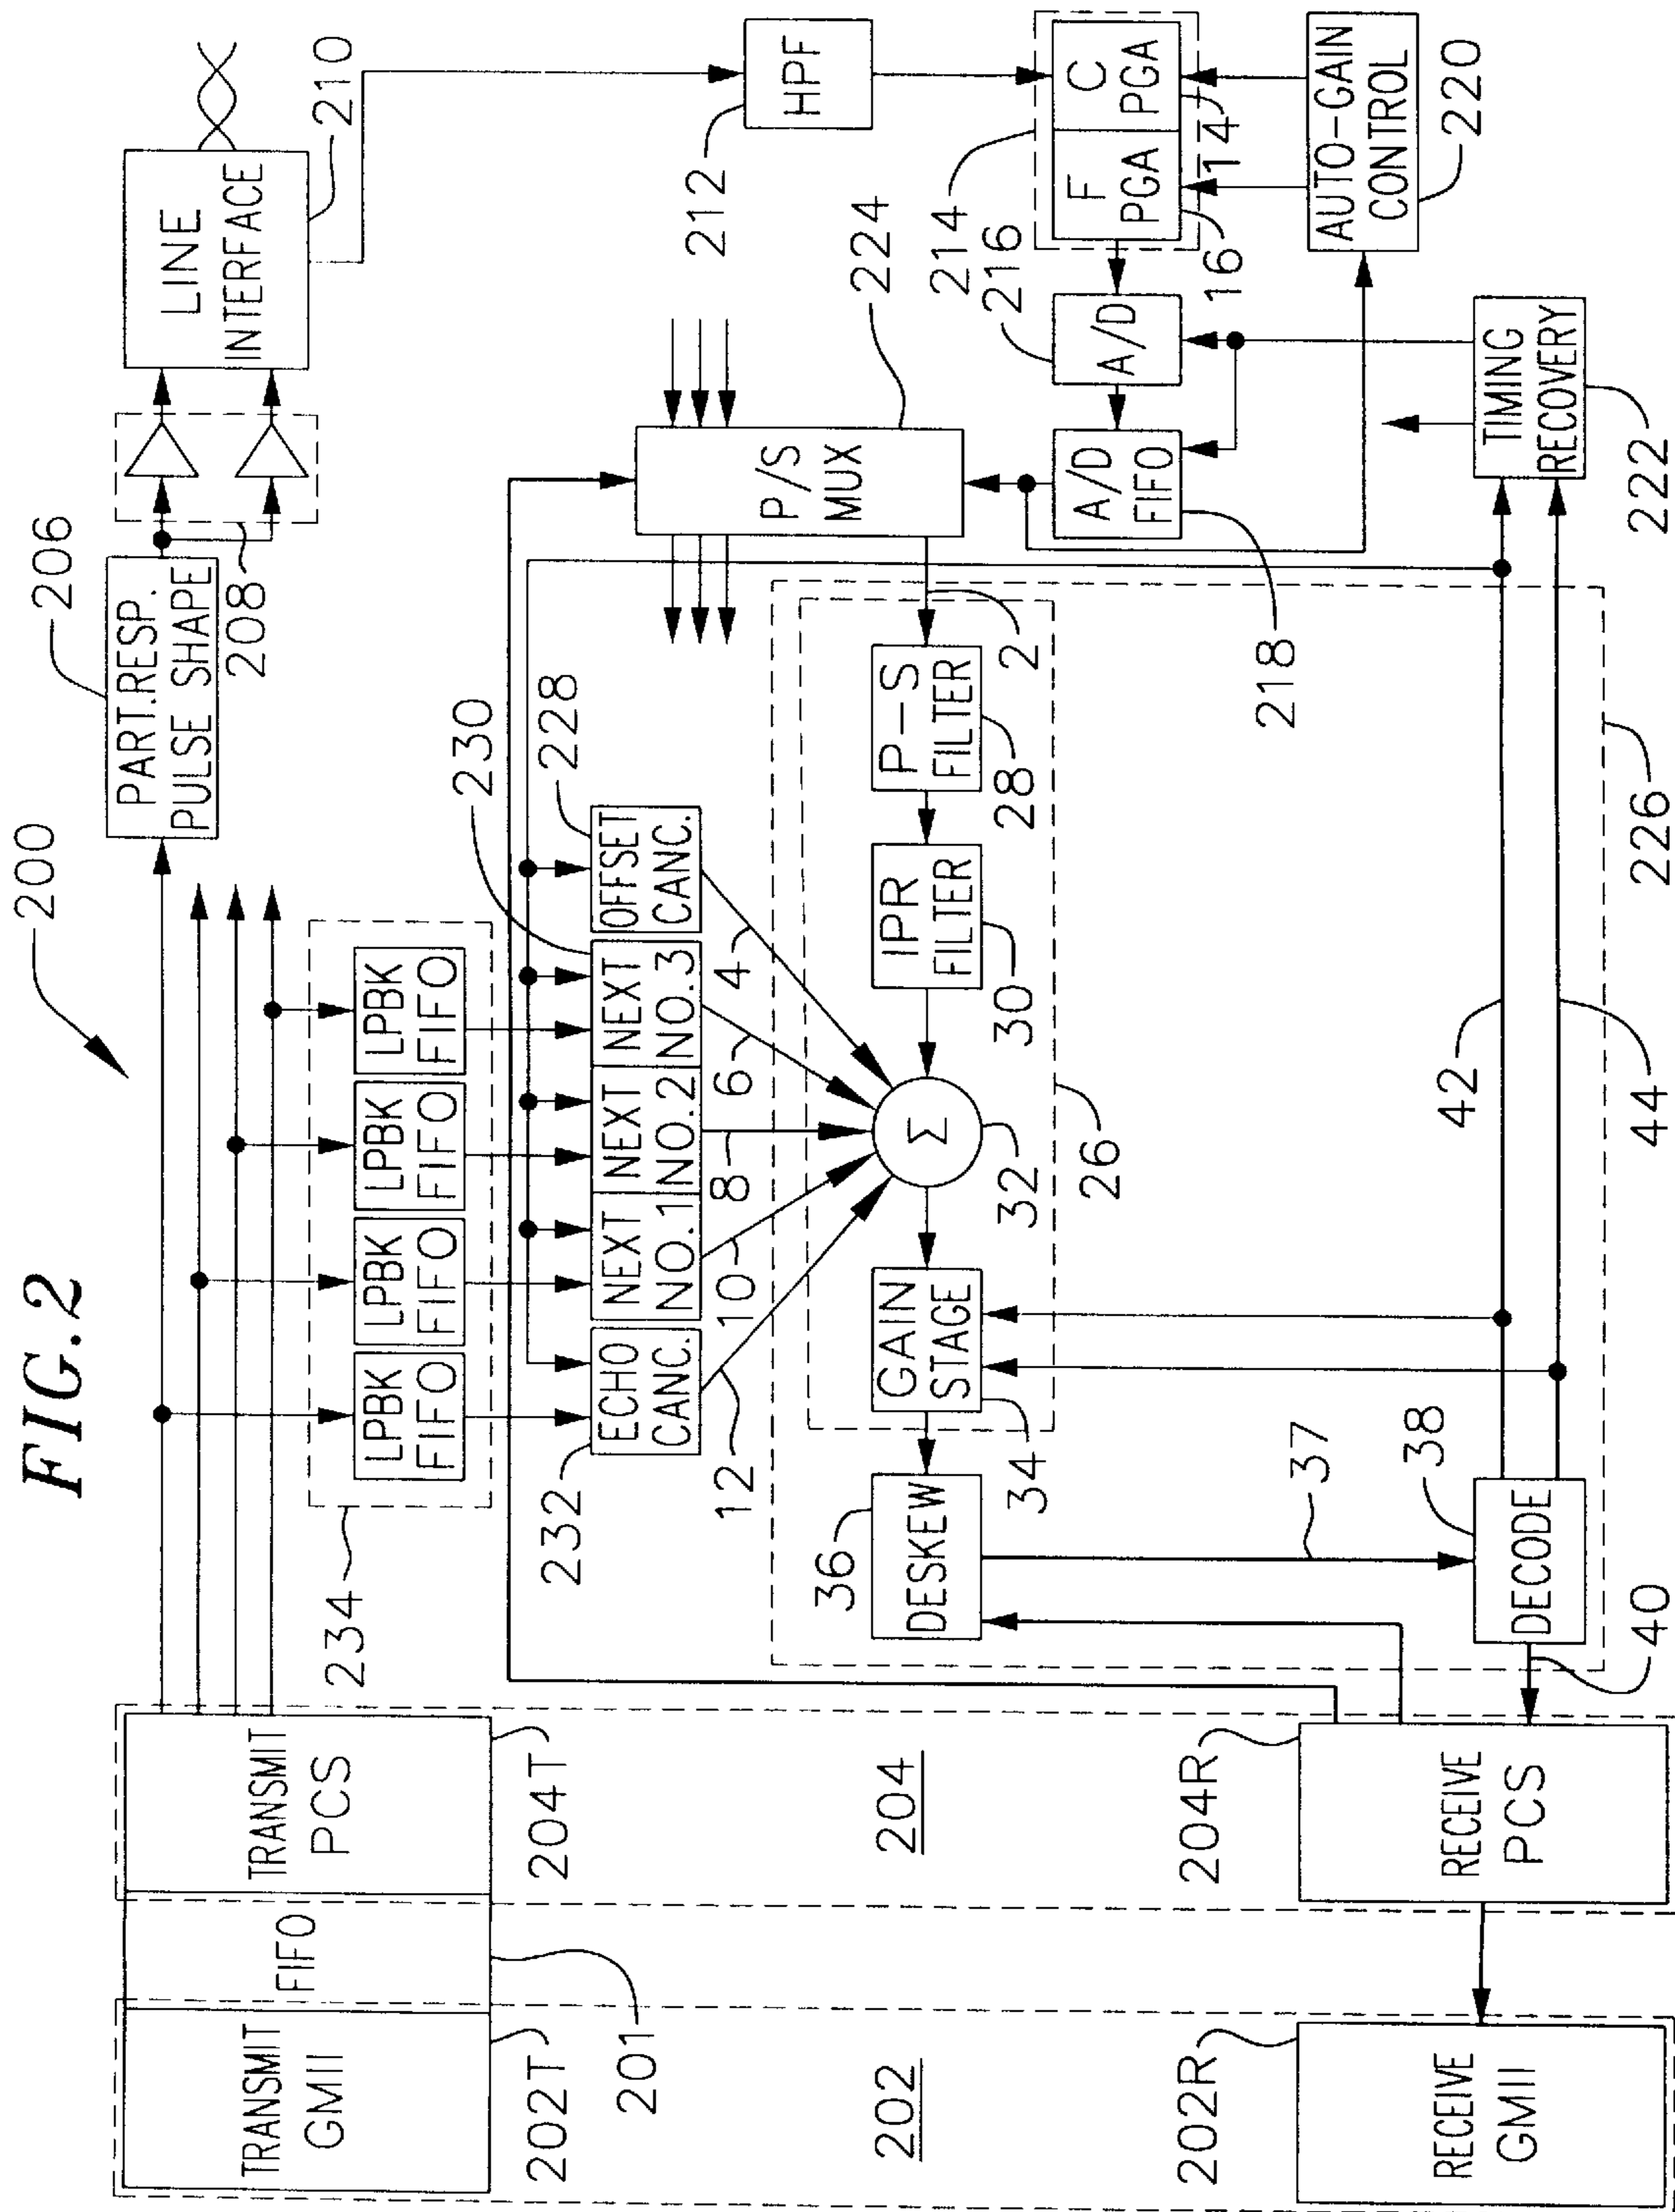 FIG.2
200
TRANSMIT
GMII
202T
FIFO
201
TRANSMIT
PCS
204T
PART.RESP.
PULSE SHAPE
206
208
LINE
INTERFACE
210
234
LPBK
FIFO
LPBK
FIFO
LPBK
FIFO
LPBK
FIFO
232
ECHO
CANC.
NEXT
NO.1
NEXT
NO.2
NEXT
NO.3
230
OFFSET
CANC.
228
12
10
8
6
4
P/S
MUX
224
212
HPF
202
204
36
DESKEW
GAIN
STAGE
34
Σ
32
IPR
FILTER
30
P-S
FILTER
28
2
26
A/D
FIFO
218
A/D
216
214
F
PGA
16
C
PGA
14
AUTO-GAIN
CONTROL
220
202R
RECEIVE
GMII
204R
RECEIVE
PCS
40
DECODE
38
37
42
44
226
TIMING
RECOVERY
222